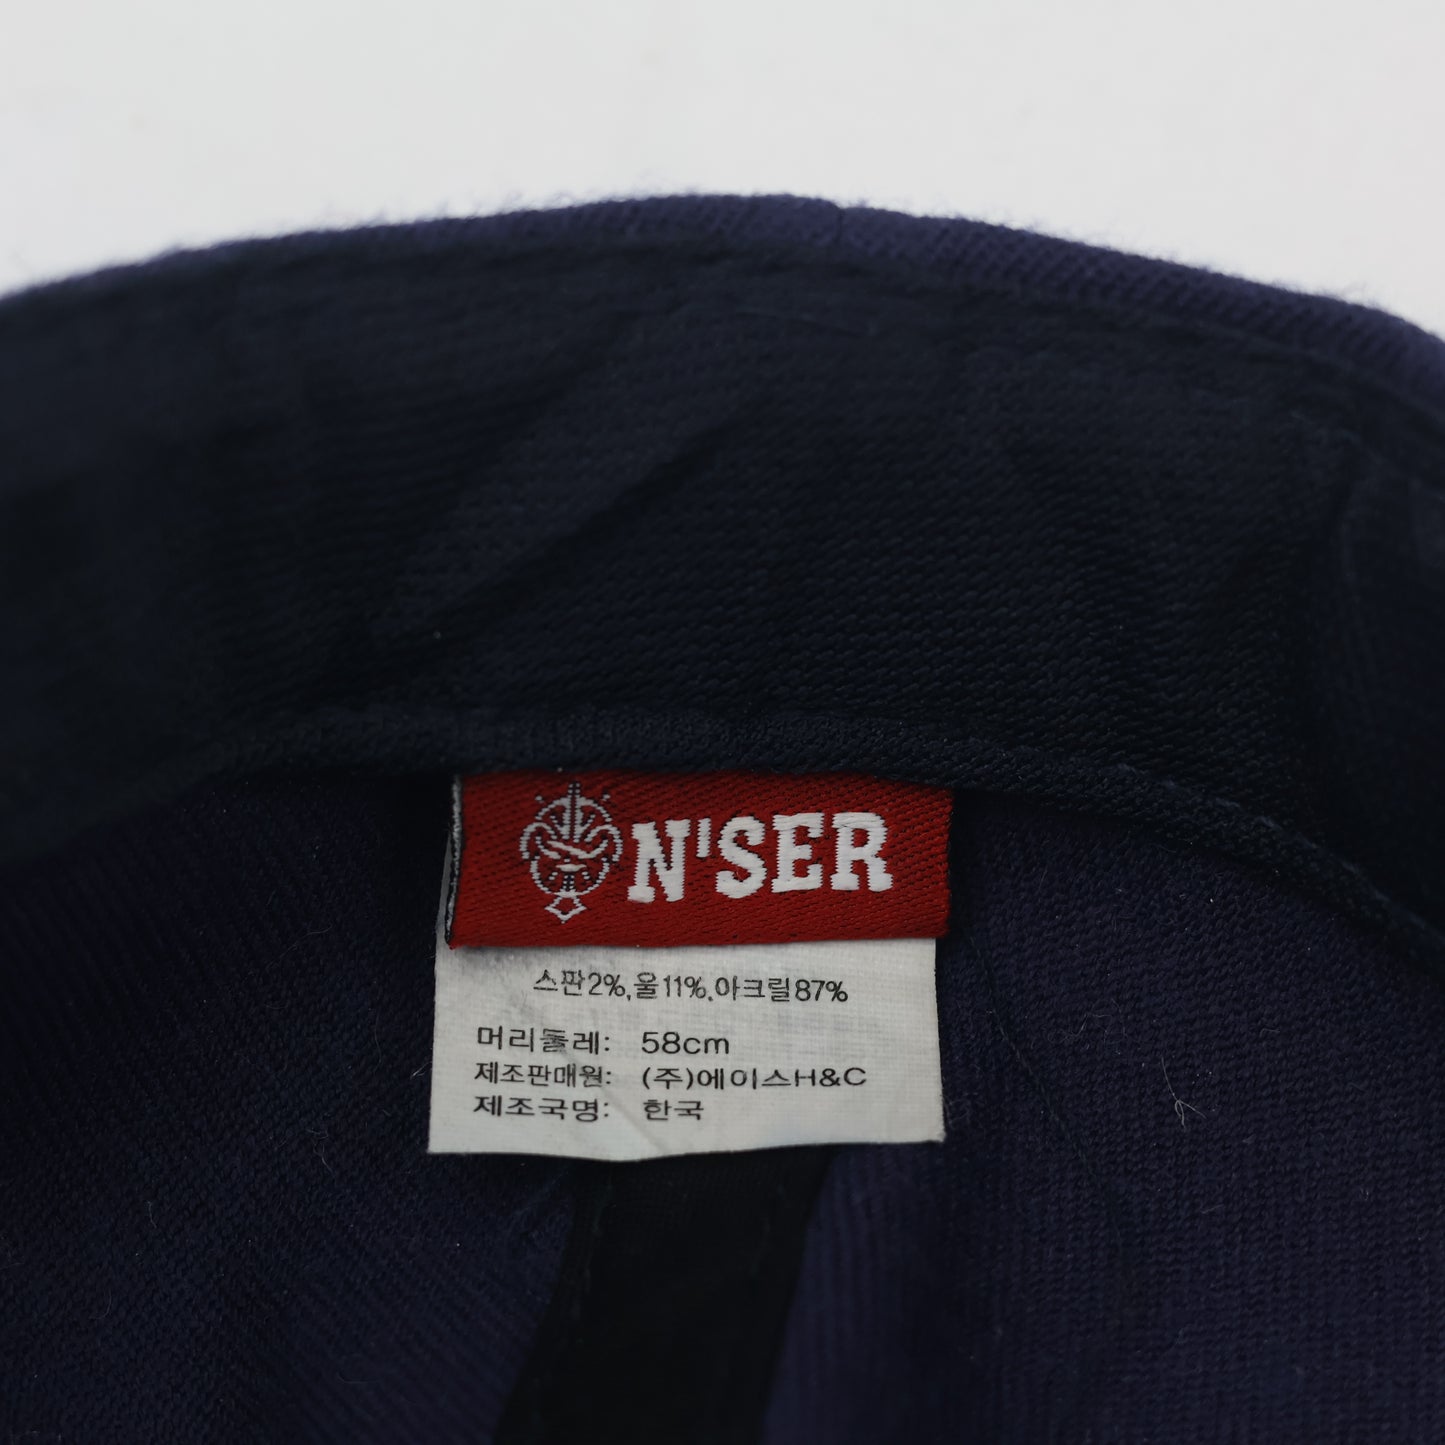 N'SER
스판2%,울11%,아크릴87%
머리둘레: 58cm
제조판매원: (주)에이스H&C
제조국명: 한국